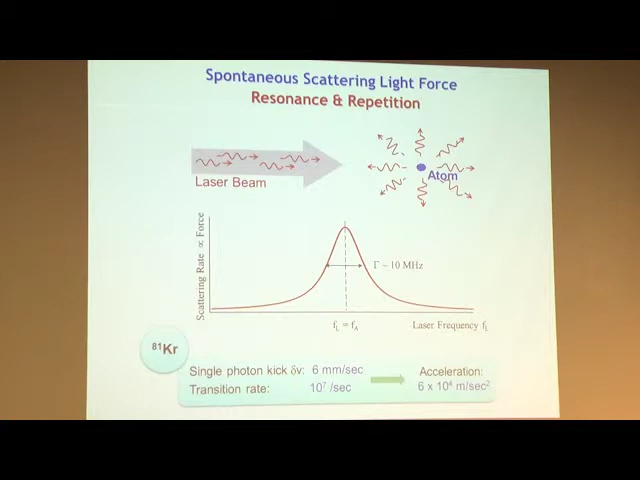 Spontaneous Scattering Light Force
Resonance & Repetition
Laser Beam
Atom
Scattering Rate ∝ Force
Γ ~ 10 MHz
f_L = f_A
Laser Frequency f_L
⁸¹Kr
Single photon kick δv: 6 mm/sec
Transition rate: 10⁷ /sec
Acceleration:
6 x 10⁴ m/sec²